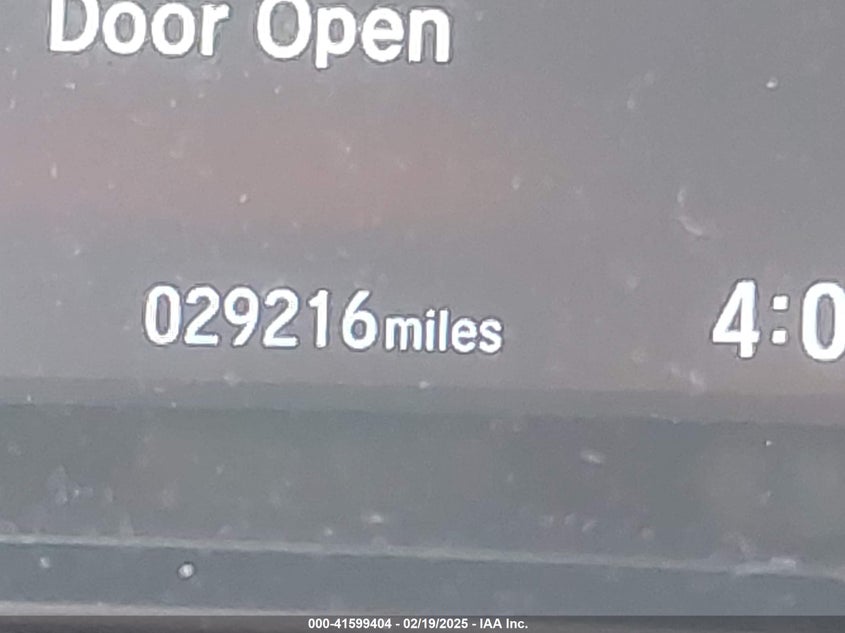 Door Open
029216miles 4:0
000-41599404 - 02/19/2025 - IAA Inc.